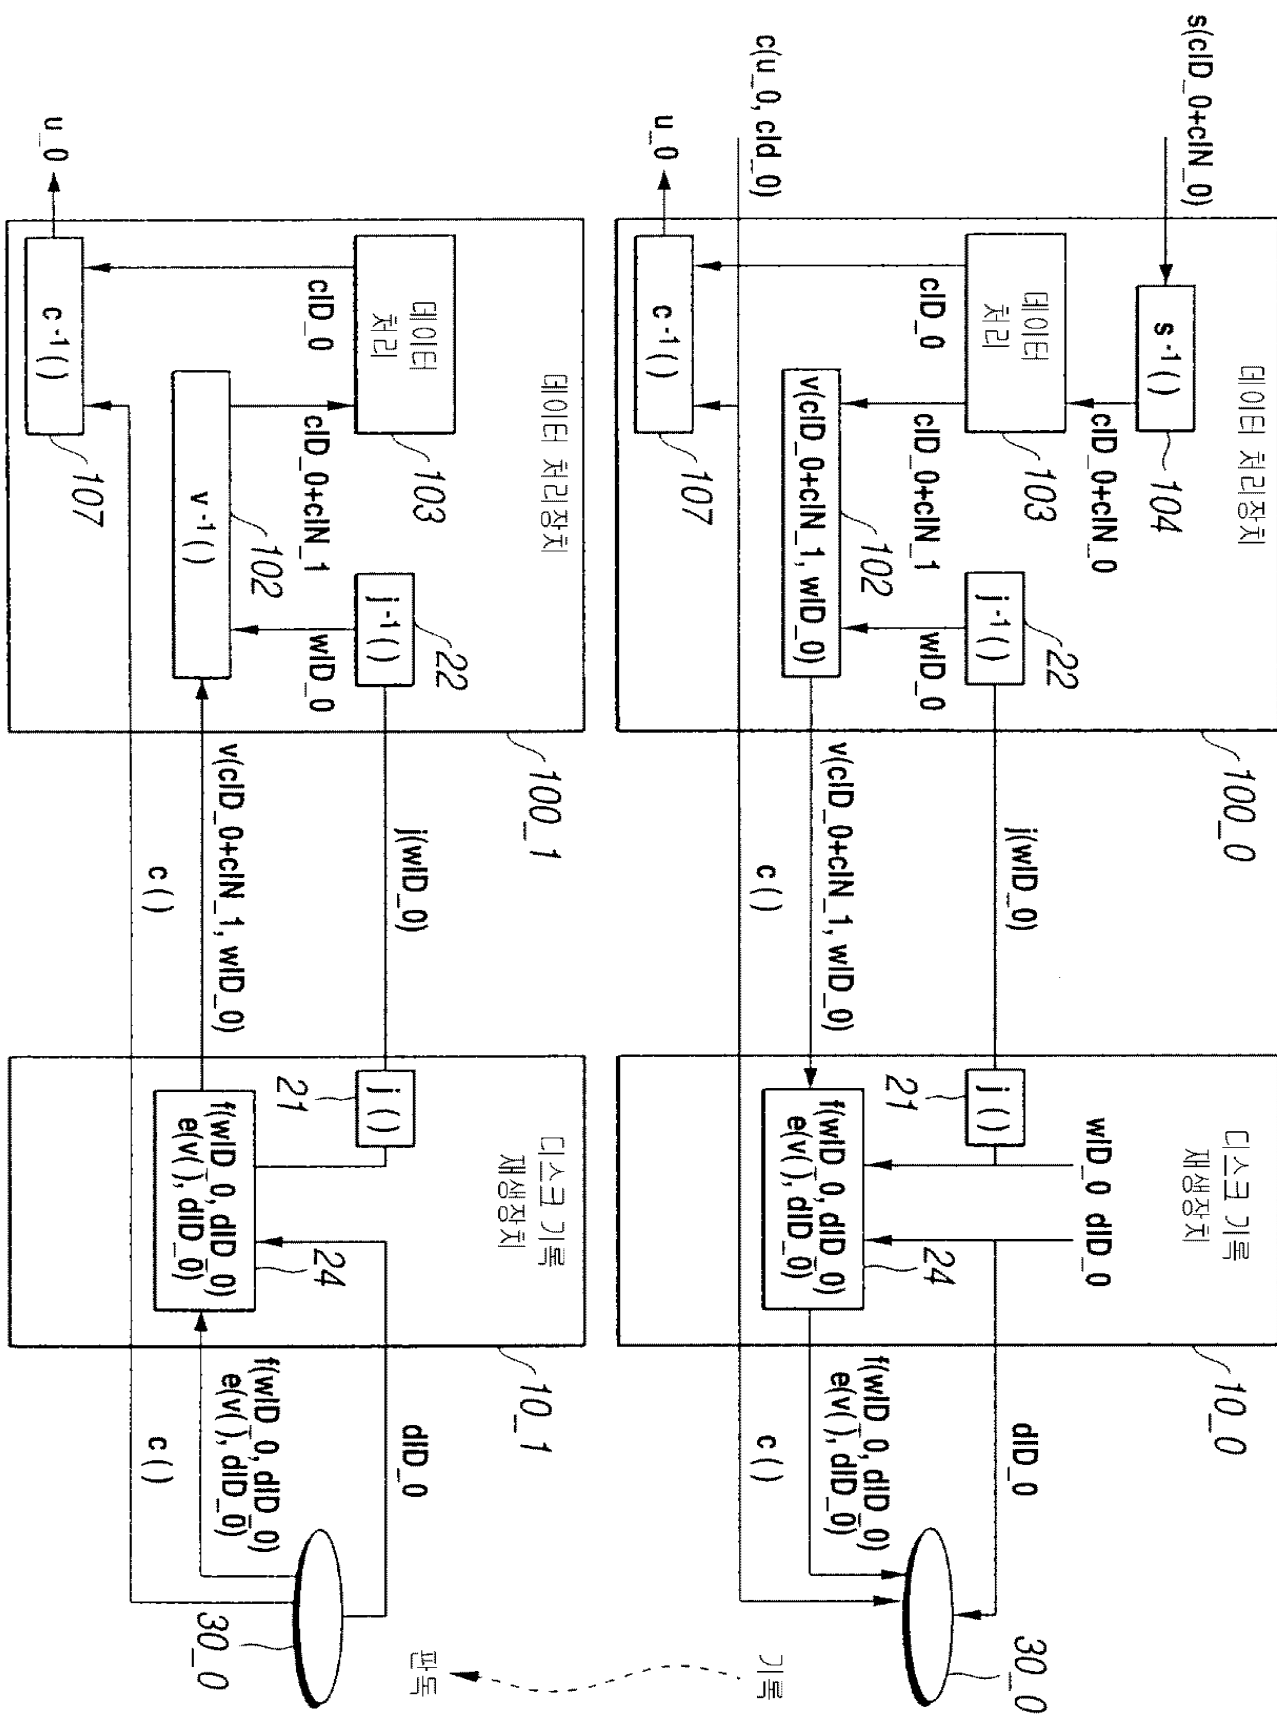 데이터 처리장치
100_0
디스크 기록
재생장치
10_0
s(cID_0+cIN_0)
s⁻¹( )
104
cID_0+cIN_0
wID_0 dID_0
데이터
처리
103
j⁻¹( )
22
j(wID_0)
j ( )
21
dID_0
30_0
cID_0
cID_0+cIN_1
wID_0
v(cID_0+cIN_1, wID_0)
102
v(cID_0+cIN_1, wID_0)
f(wID_0, dID_0)
e(v( ), dID_0)
24
f(wID_0, dID_0)
e(v( ), dID_0)
c(u_0, cId_0)
c ( )
c ( )
u_0
c⁻¹( )
107
기록
판독
데이터 처리장치
100_1
디스크 기록
재생장치
10_1
데이터
처리
103
j⁻¹( )
22
j(wID_0)
j ( )
21
dID_0
30_0
cID_0
cID_0+cIN_1
wID_0
v⁻¹( )
102
v(cID_0+cIN_1, wID_0)
f(wID_0, dID_0)
e(v( ), dID_0)
24
f(wID_0, dID_0)
e(v( ), dID_0)
c ( )
c ( )
u_0
c⁻¹( )
107